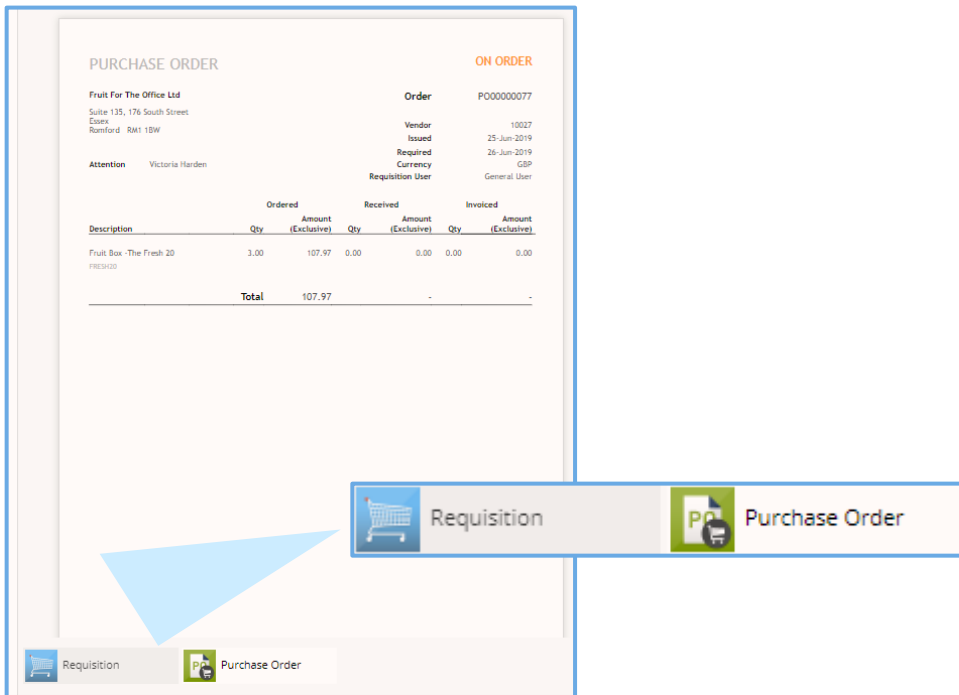 PURCHASE ORDER ON ORDER
Fruit For The Office Ltd Order PO00000077
Suite 135, 176 South Street
Essex Vendor 10027
Romford RM1 1BW Issued 25-Jun-2019
Required 26-Jun-2019
Attention Victoria Harden Currency GBP
Requisition User General User
Ordered Received Invoiced
Amount Amount Amount
Description Qty (Exclusive) Qty (Exclusive) Qty (Exclusive)
Fruit Box -The Fresh 20 3.00 107.97 0.00 0.00 0.00 0.00
FRESH20
Total 107.97 - -
Requisition PO Purchase Order
Requisition PO Purchase Order